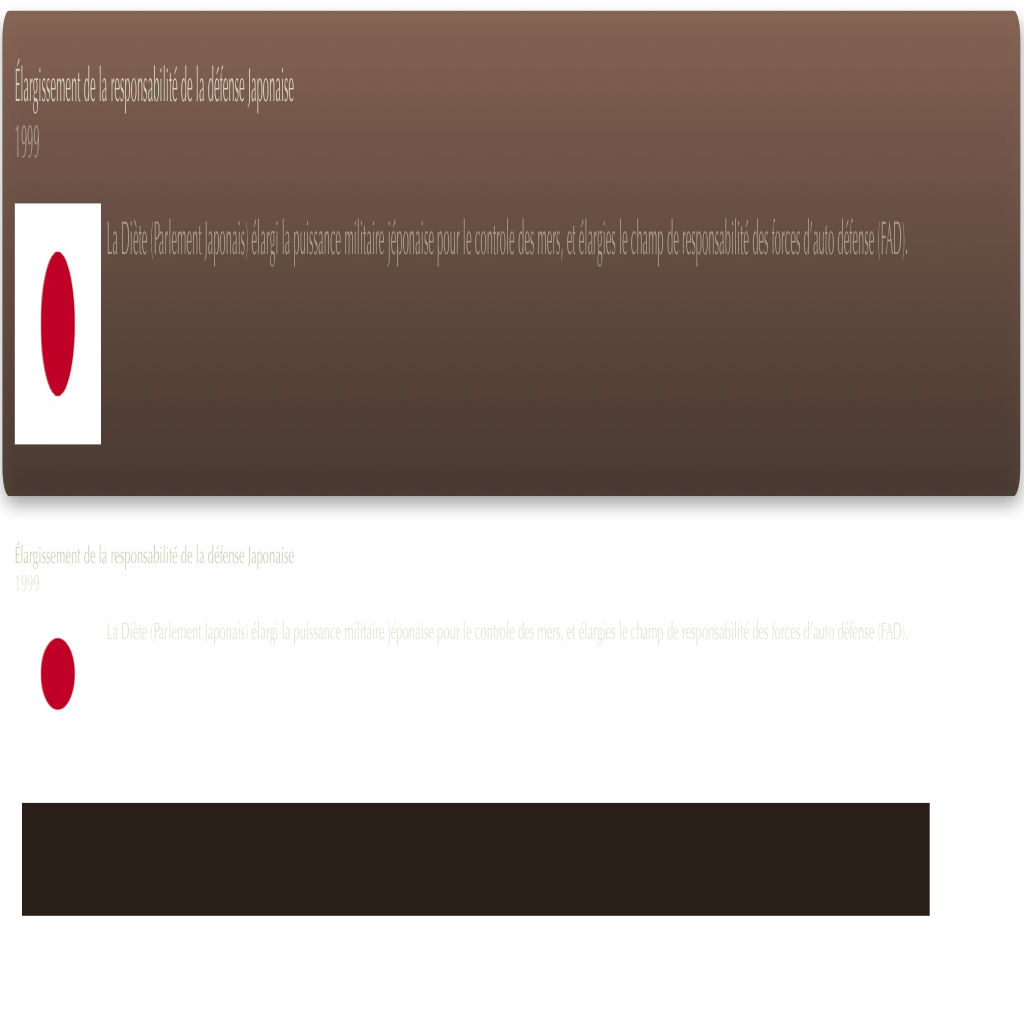 Élargissement de la responsabilité de la défense Japonaise
1999
La Diète (Parlement Japonais) élargi la puissance militaire jéponaise pour le controle des mers, et élargies le champ de responsabilité des forces d'auto défense (FAD).
Élargissement de la responsabilité de la défense Japonaise
1999
La Diète (Parlement Japonais) élargi la puissance militaire jéponaise pour le controle des mers, et élargies le champ de responsabilité des forces d'auto défense (FAD).